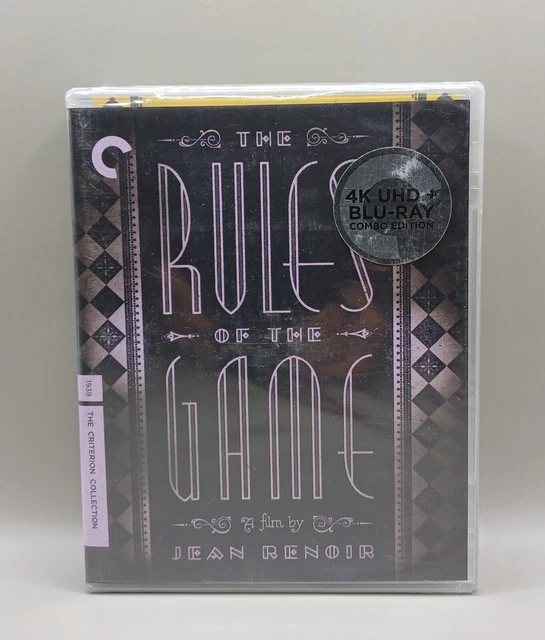 THE
RULES
OF THE
GAME
A film by
JEAN RENOIR
4K UHD +
BLU-RAY
COMBO EDITION
1939
THE CRITERION COLLECTION